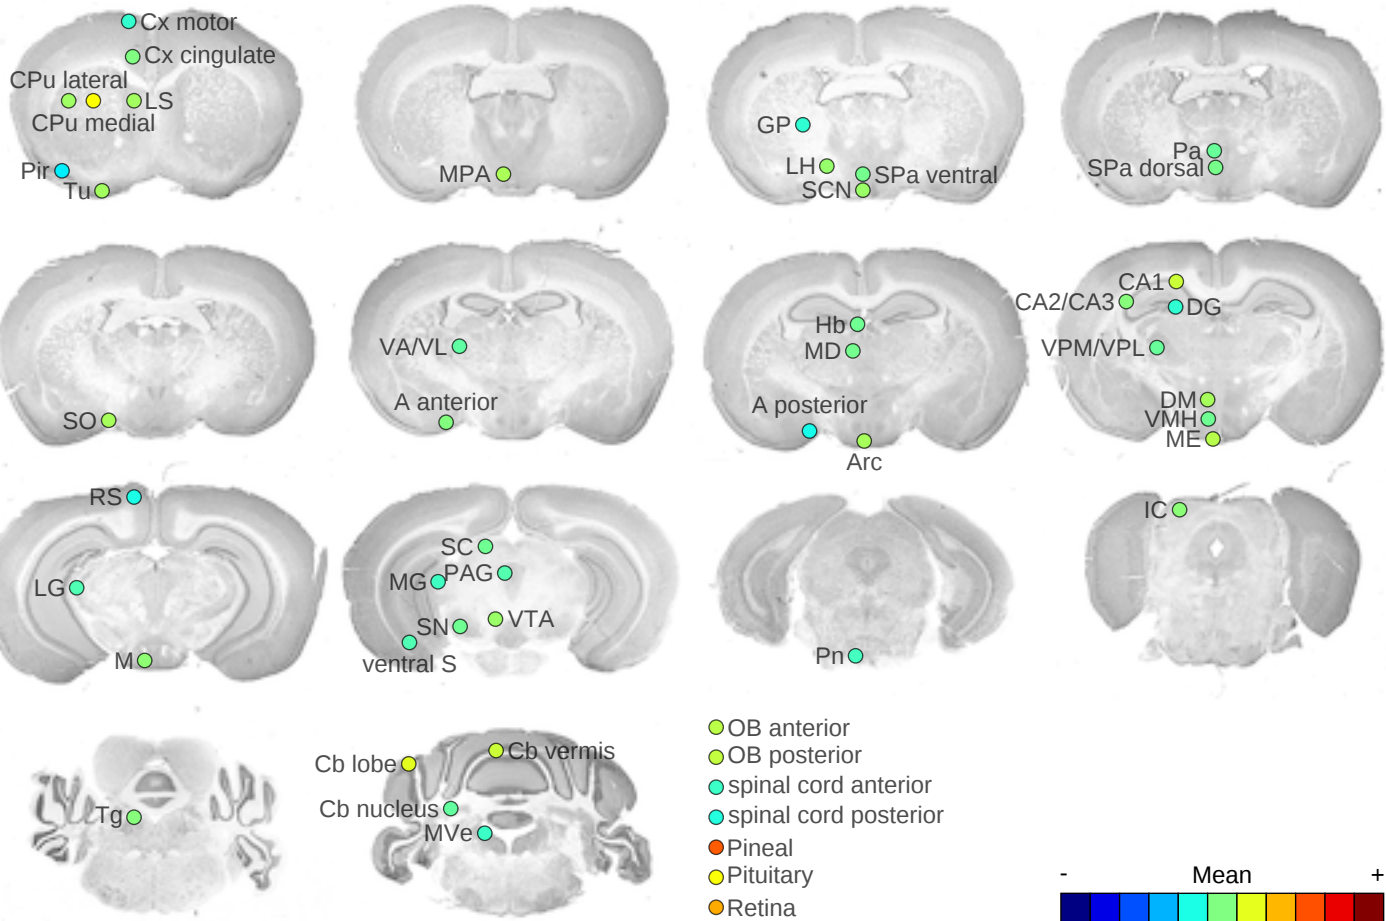 Cx motor
Cx cingulate
CPu lateral
LS
CPu medial
Pir
Tu
MPA
GP
LH
SPa ventral
SCN
Pa
SPa dorsal
SO
VA/VL
A anterior
Hb
MD
A posterior
Arc
CA1
CA2/CA3
DG
VPM/VPL
DM
VMH
ME
RS
LG
M
SC
MG
PAG
SN
VTA
ventral S
Pn
IC
Tg
Cb lobe
Cb vermis
Cb nucleus
MVe
OB anterior
OB posterior
spinal cord anterior
spinal cord posterior
Pineal
Pituitary
Retina
- Mean +